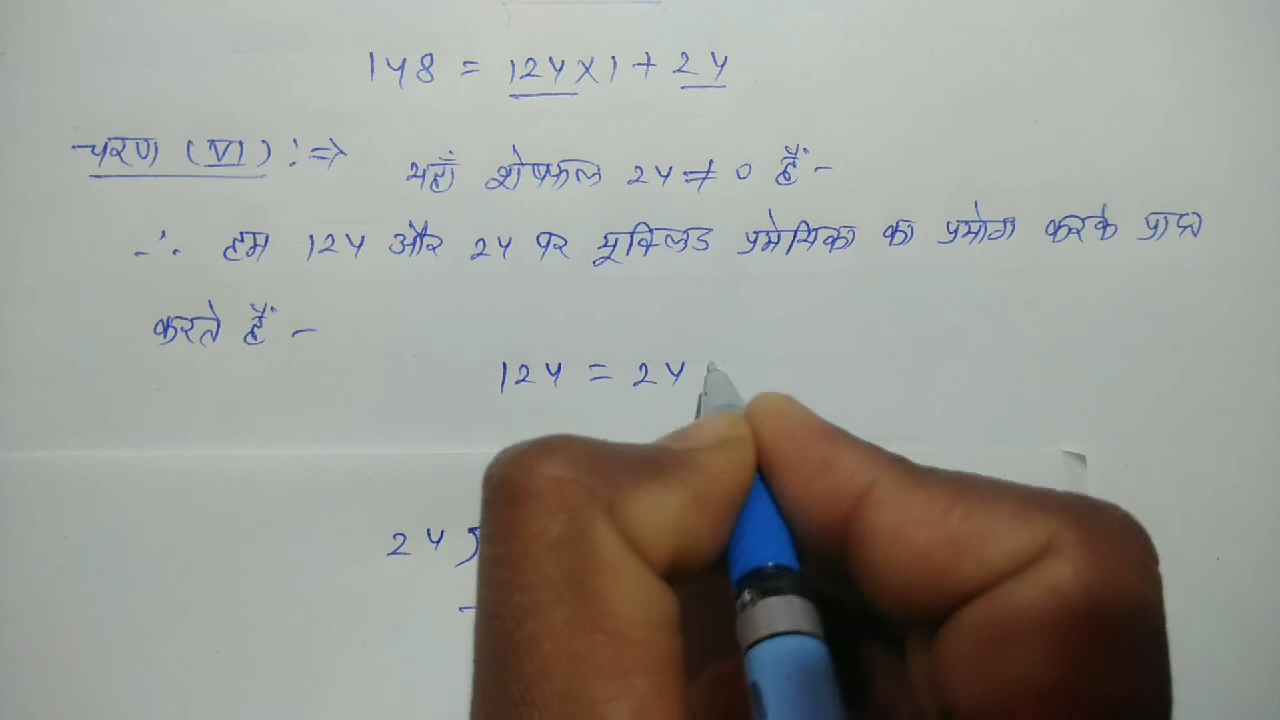 148 = 124 × 1 + 24
चरण (VI) :⇒ यहाँ शेषफल 24 ≠ 0 हैं -
∴ हम 124 और 24 पर यूक्लिड प्रमेयिका का प्रयोग करके प्राप्त
करते हैं -
124 = 24
24